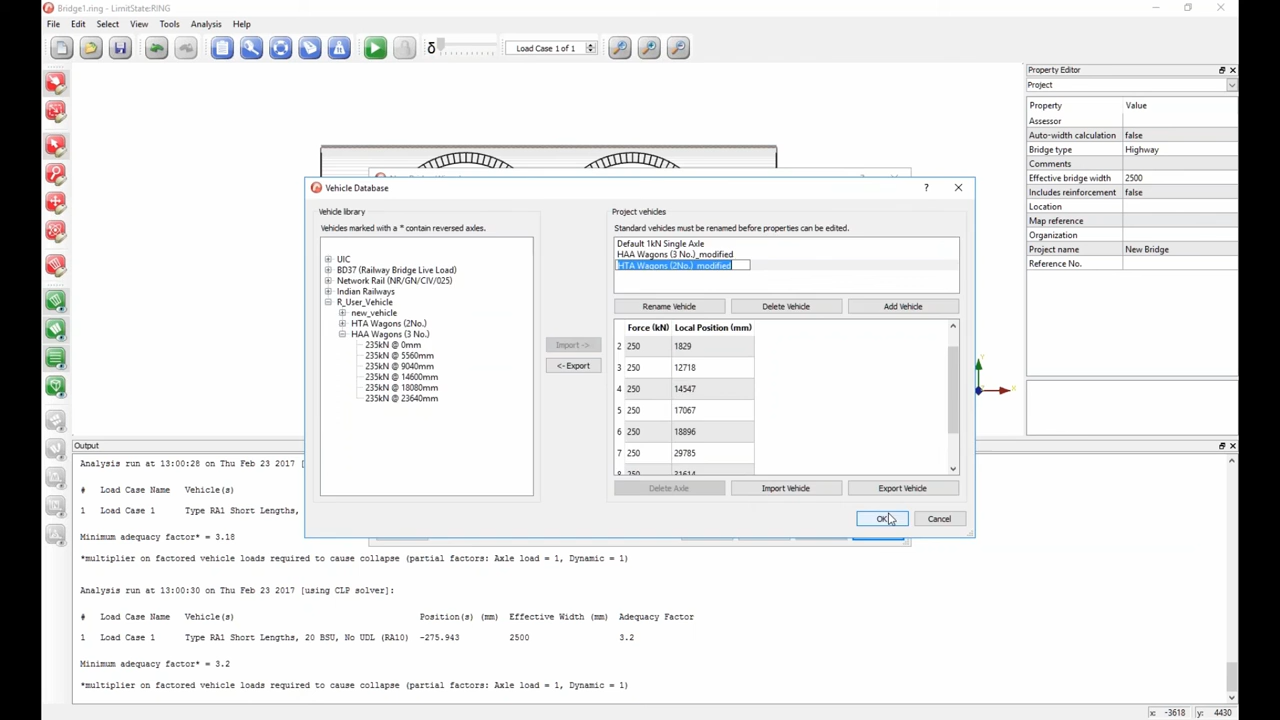 Bridge1.ring - LimitState:RING
File Edit Select View Tools Analysis Help
δ Load Case 1 of 1
Property Editor
Project
Property Value
Assessor
Auto-width calculation false
Bridge type Highway
Comments
Effective bridge width 2500
Includes reinforcement false
Location
Map reference
Project name New Bridge
Reference No.
Vehicle Database
Vehicle library
Vehicles marked with a * contain reversed axles.
UIC
BD37 (Railway Bridge Live Load)
Network Rail (NR/GN/CIV/025)
Indian Railways
R_User_Vehicle
new_vehicle
HTA Wagons (2No.)
HAA Wagons (3 No.)
235kN @ 0mm
235kN @ 5560mm
235kN @ 9040mm
235kN @ 14600mm
235kN @ 18080mm
235kN @ 23640mm
Import ->
<- Export
Project vehicles
Standard vehicles must be renamed before properties can be edited.
Default 1kN Single Axle
HAA Wagons (3 No.)_modified
HTA Wagons (2No.)_modified
Rename Vehicle Delete Vehicle Add Vehicle
Force (kN) Local Position (mm)
2 250 1829
3 250 12718
4 250 14547
5 250 17067
6 250 18896
7 250 29785
8 250 31614
Delete Axle Import Vehicle Export Vehicle
OK Cancel
Output
Analysis run at 13:00:28 on Thu Feb 23 2017 [
# Load Case Name Vehicle(s)
1 Load Case 1 Type RA1 Short Lengths,
Minimum adequacy factor* = 3.18
*multiplier on factored vehicle loads required to cause collapse (partial factors: Axle load = 1, Dynamic = 1)
Analysis run at 13:00:30 on Thu Feb 23 2017 [using CLP solver]:
# Load Case Name Vehicle(s) Position(s) (mm) Effective Width (mm) Adequacy Factor
1 Load Case 1 Type RA1 Short Lengths, 20 BSU, No UDL (RA10) -275.943 2500 3.2
Minimum adequacy factor* = 3.2
*multiplier on factored vehicle loads required to cause collapse (partial factors: Axle load = 1, Dynamic = 1)
x: -3618 y: 4430